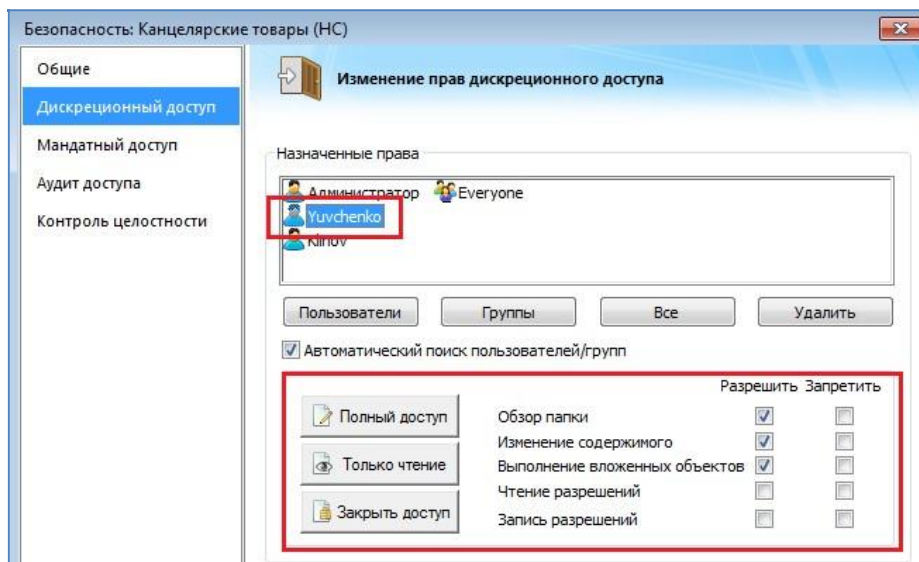 Безопасность: Канцелярские товары (НС)
Общие
Дискреционный доступ
Мандатный доступ
Аудит доступа
Контроль целостности
Изменение прав дискреционного доступа
Назначенные права
Администратор Everyone
Yuvchenko
Klinov
Пользователи Группы Все Удалить
Автоматический поиск пользователей/групп
Разрешить Запретить
Полный доступ
Только чтение
Закрыть доступ
Обзор папки
Изменение содержимого
Выполнение вложенных объектов
Чтение разрешений
Запись разрешений